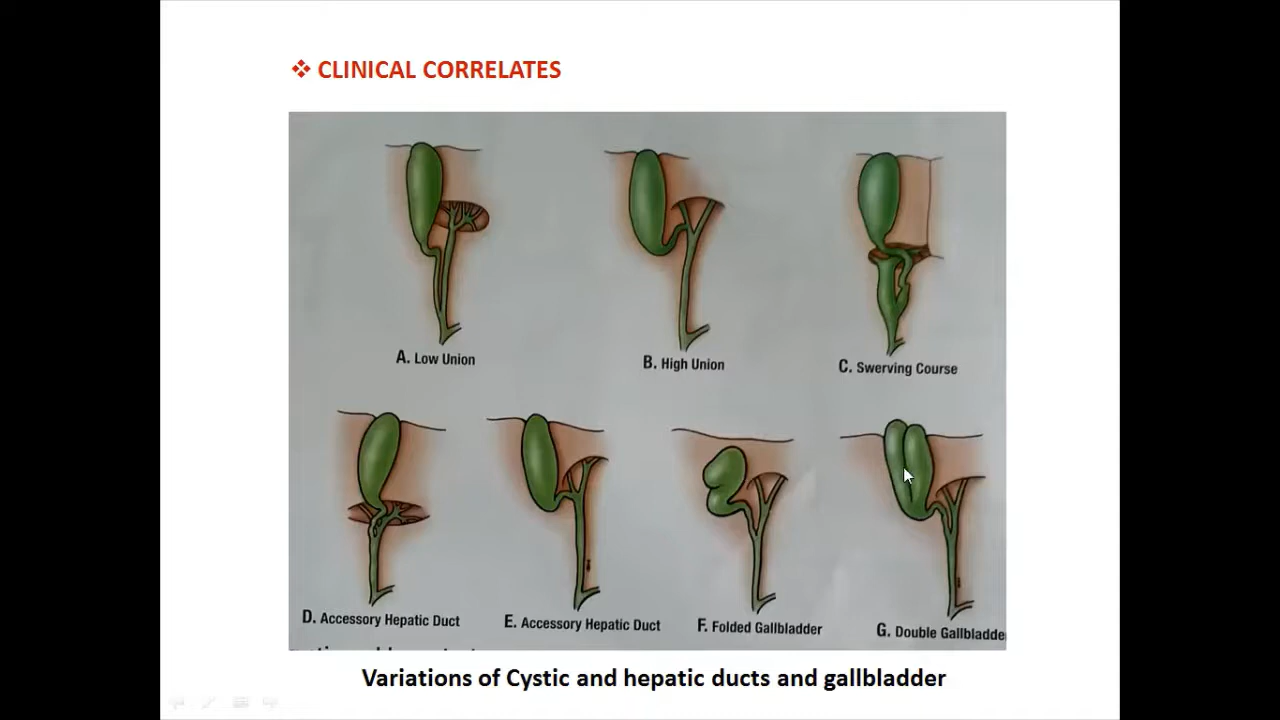 ❖ CLINICAL CORRELATES
A. Low Union
B. High Union
C. Swerving Course
D. Accessory Hepatic Duct
E. Accessory Hepatic Duct
F. Folded Gallbladder
G. Double Gallbladde
Variations of Cystic and hepatic ducts and gallbladder